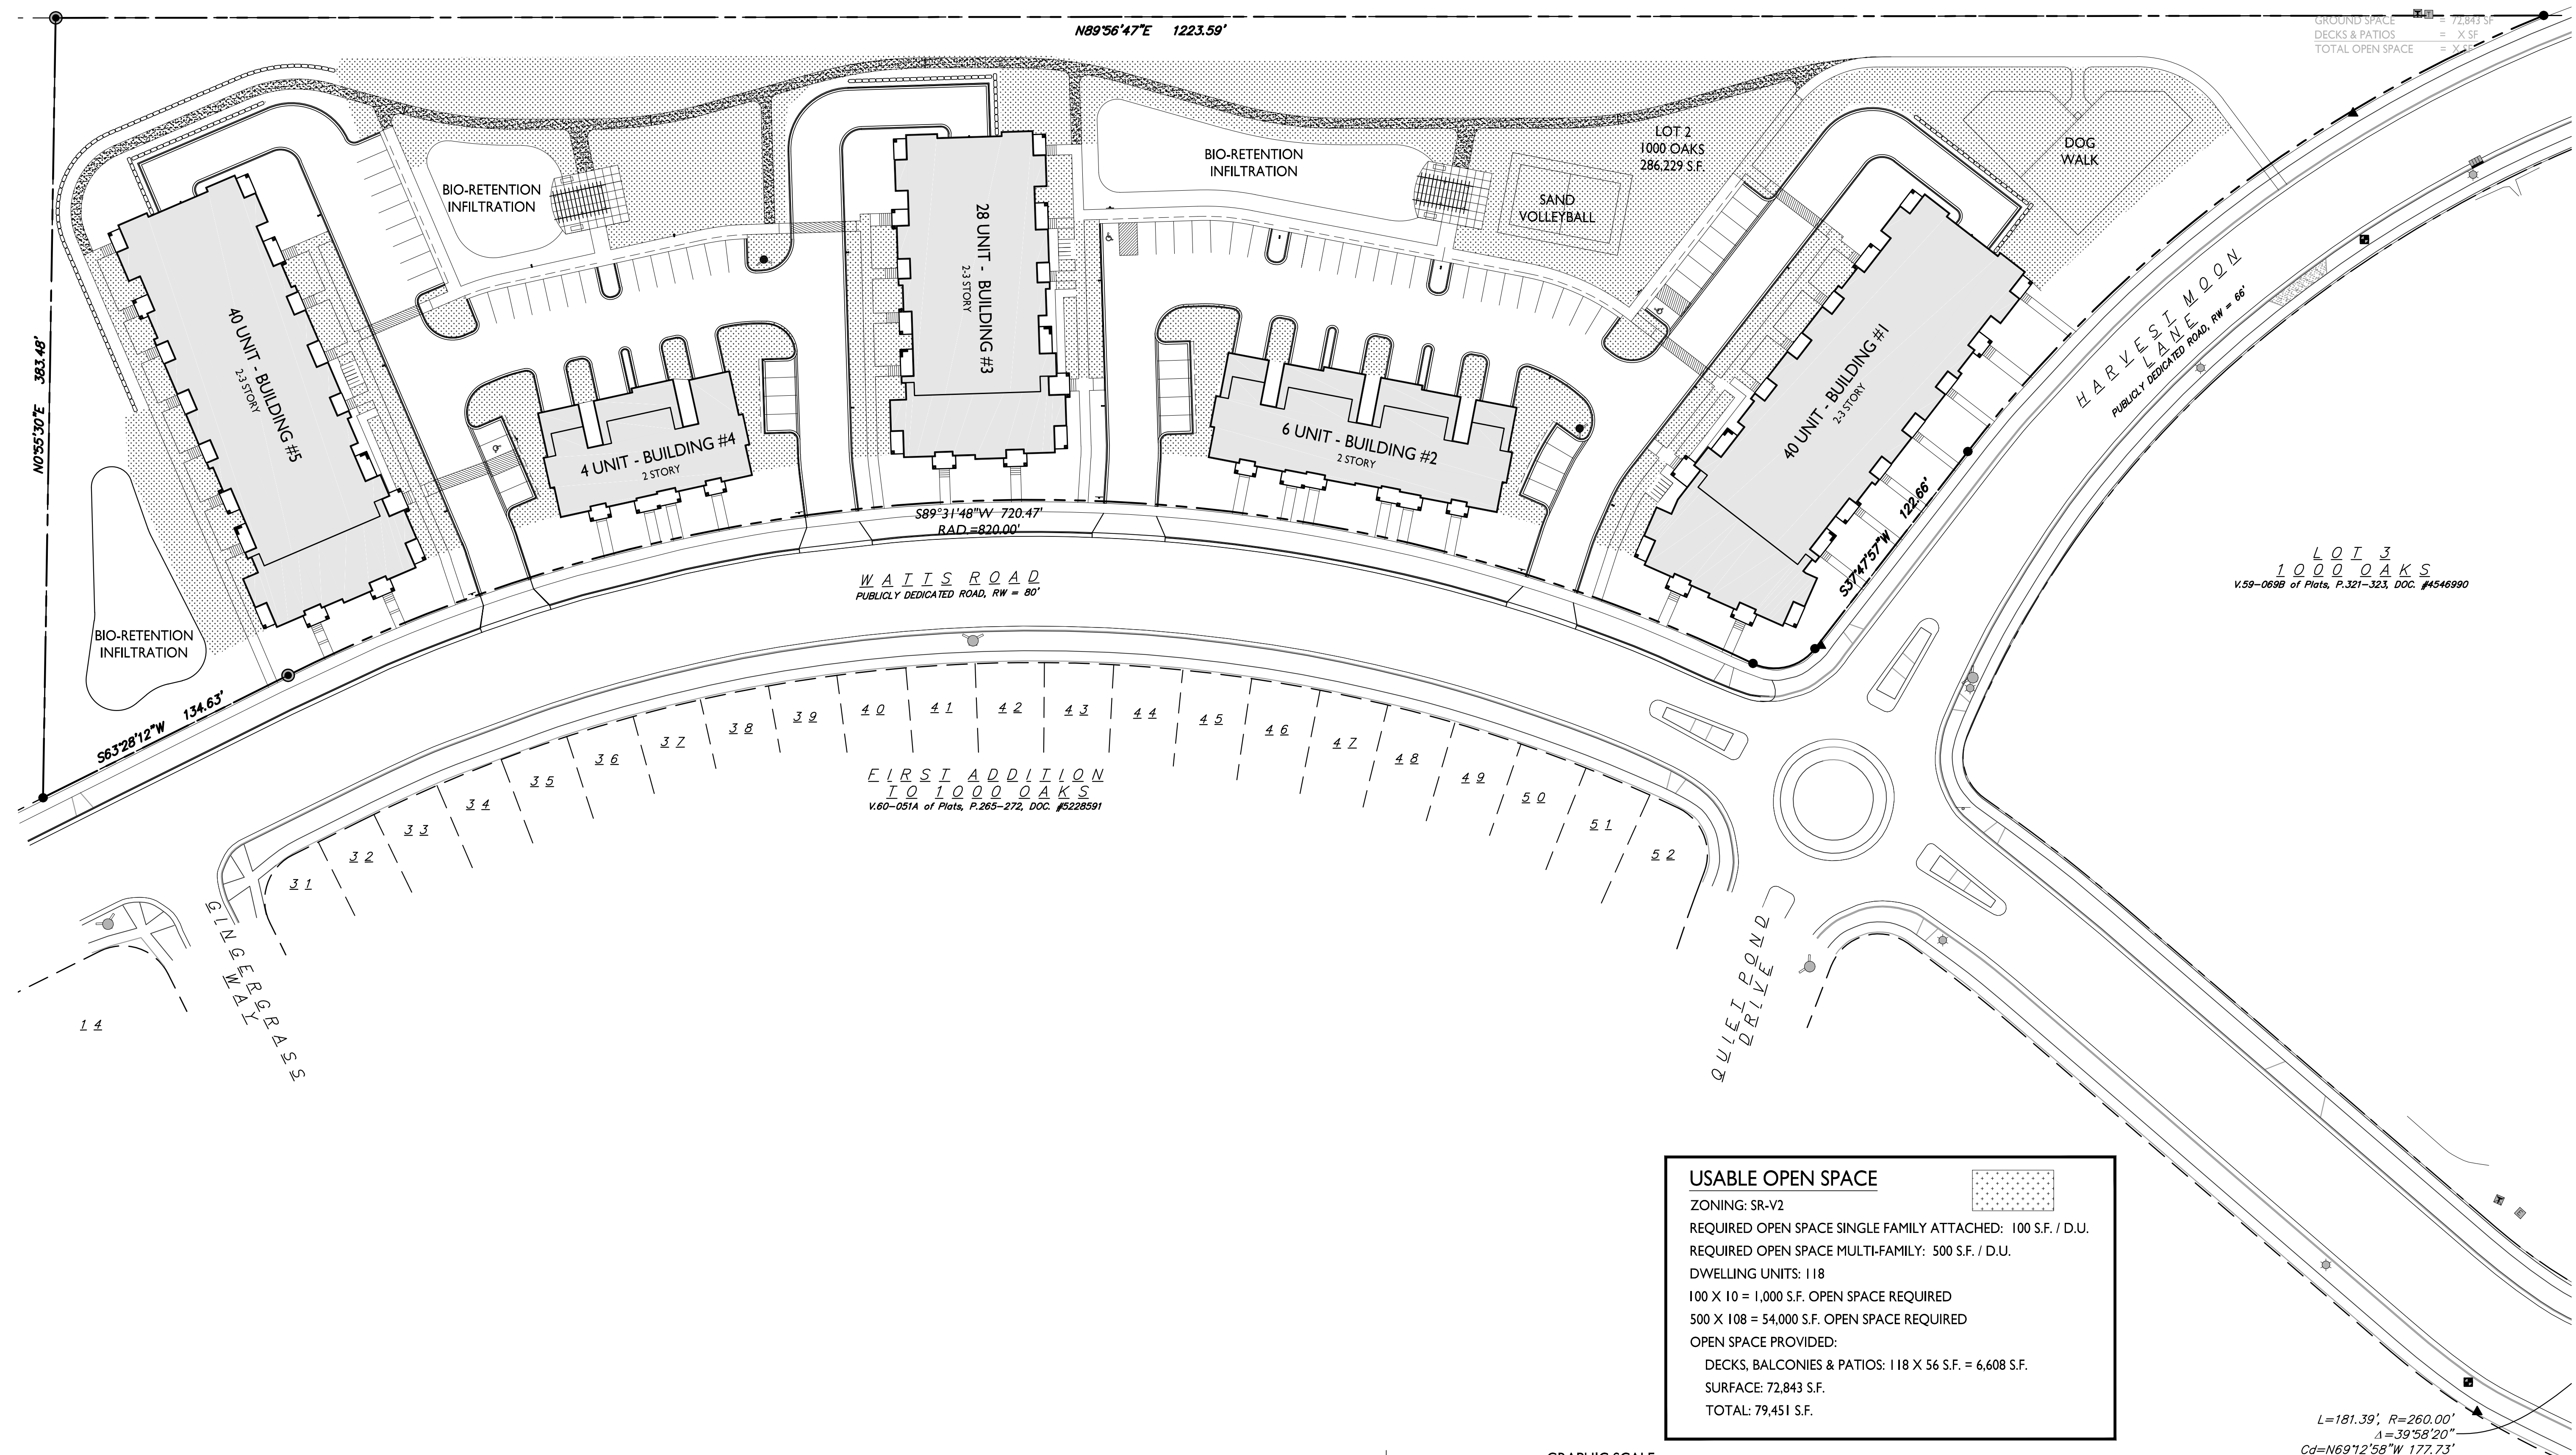 N89°56'47"E 1223.59'
GROUND SPACE = 72,843 SF
DECKS & PATIOS = X SF
TOTAL OPEN SPACE = X SF
N0°55'30"E 383.48'
BIO-RETENTION
INFILTRATION
BIO-RETENTION
INFILTRATION
LOT 2
1000 OAKS
286,229 S.F.
DOG
WALK
SAND
VOLLEYBALL
40 UNIT - BUILDING #5
2-3 STORY
28 UNIT - BUILDING #3
2-3 STORY
40 UNIT - BUILDING #1
2-3 STORY
4 UNIT - BUILDING #4
2 STORY
6 UNIT - BUILDING #2
2 STORY
HARVEST MOON
LANE
PUBLICLY DEDICATED ROAD, RW = 66'
S89°31'48"W 720.47'
RAD.=820.00'
S37°47'57"W 122.66'
WATTS ROAD
PUBLICLY DEDICATED ROAD, RW = 80'
LOT 3
1000 OAKS
V.59-069B of Plats, P.321-323, DOC. #4546990
BIO-RETENTION
INFILTRATION
S63°28'12"W 134.63'
31
32
33
34
35
36
37
38
39
40
41
42
43
44
45
46
47
48
49
50
51
52
FIRST ADDITION
TO 1000 OAKS
V.60-051A of Plats, P.265-272, DOC. #5228591
GINGERGRASS
WAY
14
QUIET POND
DRIVE
USABLE OPEN SPACE
ZONING: SR-V2
REQUIRED OPEN SPACE SINGLE FAMILY ATTACHED: 100 S.F. / D.U.
REQUIRED OPEN SPACE MULTI-FAMILY: 500 S.F. / D.U.
DWELLING UNITS: 118
100 X 10 = 1,000 S.F. OPEN SPACE REQUIRED
500 X 108 = 54,000 S.F. OPEN SPACE REQUIRED
OPEN SPACE PROVIDED:
DECKS, BALCONIES & PATIOS: 118 X 56 S.F. = 6,608 S.F.
SURFACE: 72,843 S.F.
TOTAL: 79,451 S.F.
L=181.39', R=260.00'
Δ=39°58'20"
Cd=N69°12'58"W 177.73'
GRAPHIC SCALE